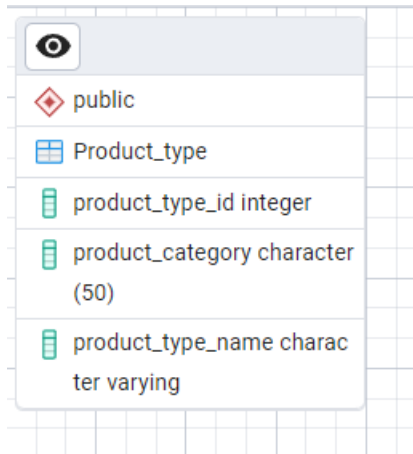 public
Product_type
product_type_id integer
product_category character
(50)
product_type_name charac
ter varying